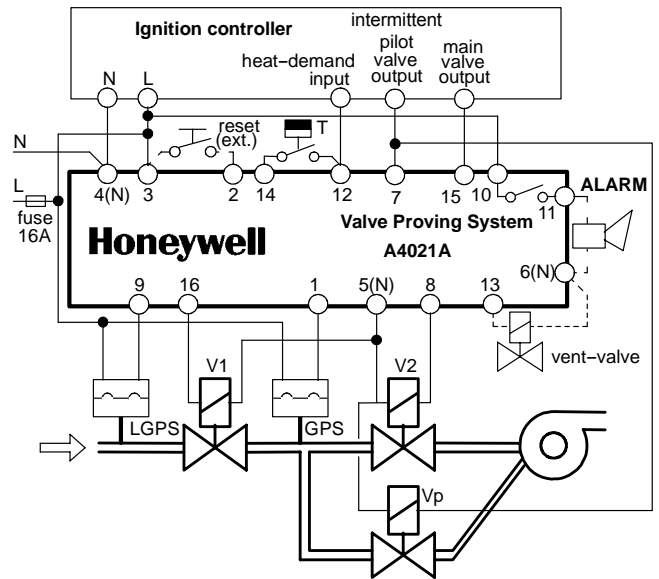 Ignition controller
intermittent
pilot
valve
output
main
valve
output
heat-demand
input
N
L
reset
(ext.)
T
N
L
fuse
16A
4(N)
3
2
14
12
7
15
10
11
ALARM
Valve Proving System
A4021A
Honeywell
6(N)
9
16
1
5(N)
8
13
vent-valve
V1
V2
LGPS
GPS
Vp